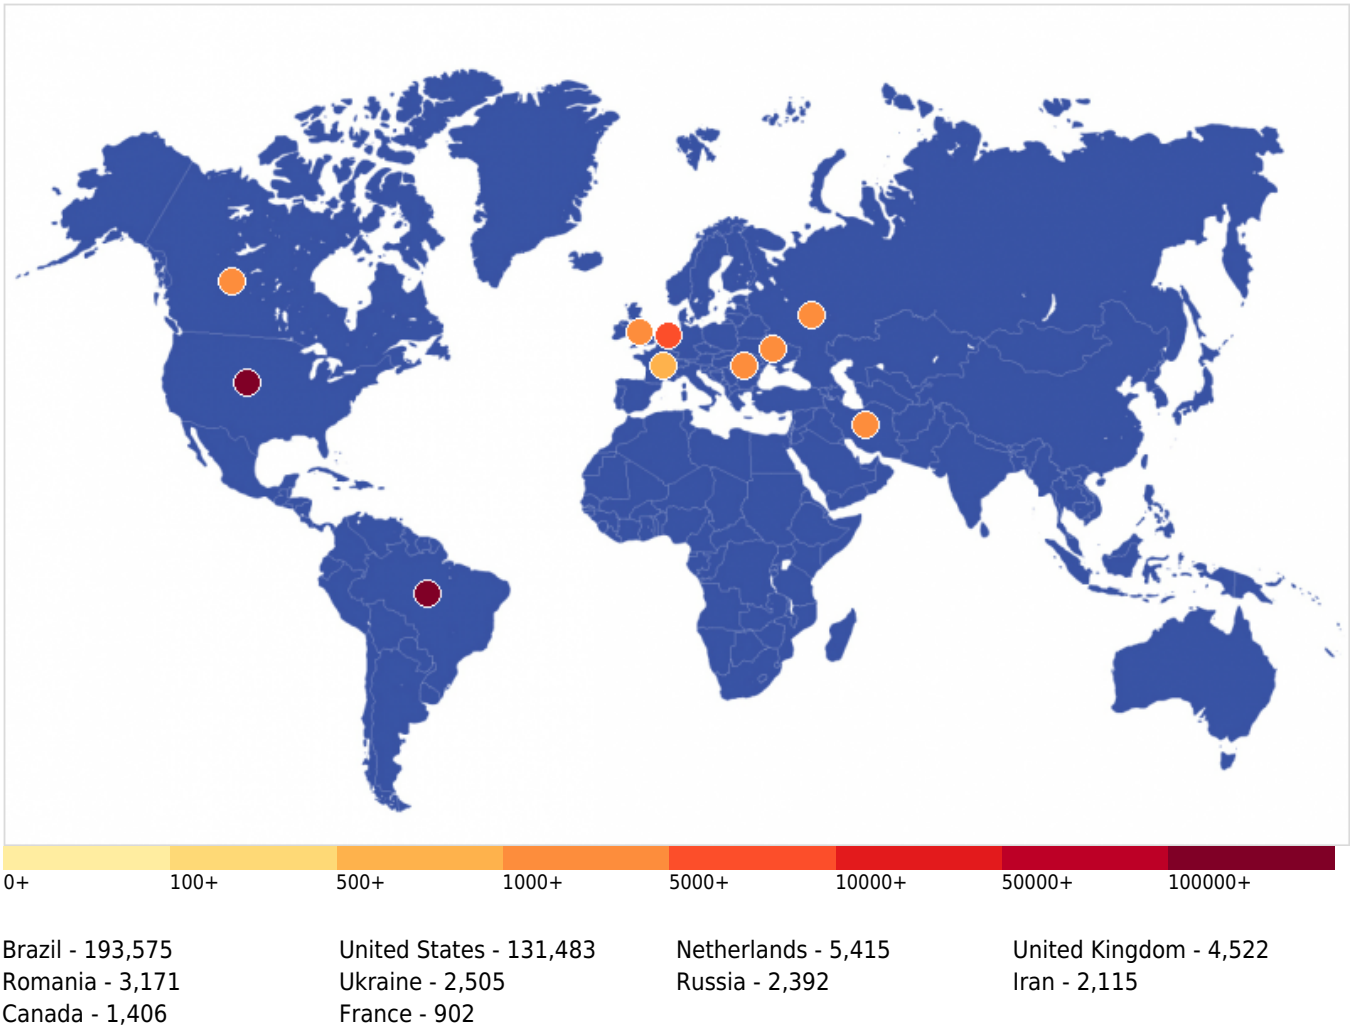 0+ 100+ 500+ 1000+ 5000+ 10000+ 50000+ 100000+
Brazil - 193,575 United States - 131,483 Netherlands - 5,415 United Kingdom - 4,522
Romania - 3,171 Ukraine - 2,505 Russia - 2,392 Iran - 2,115
Canada - 1,406 France - 902